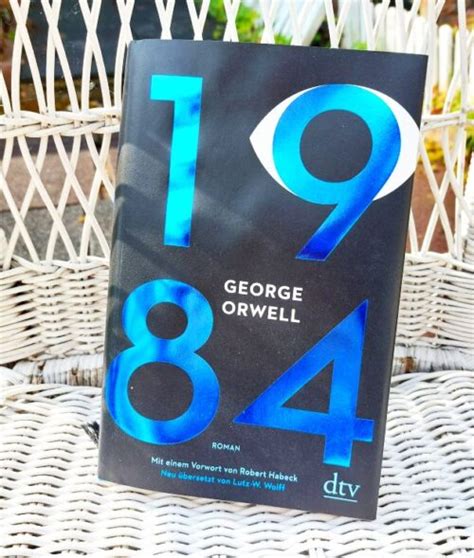 19
84
GEORGE
ORWELL
ROMAN
Mit einem Vorwort von Robert Habeck
Neu übersetzt von Lutz-W. Wolff
dtv